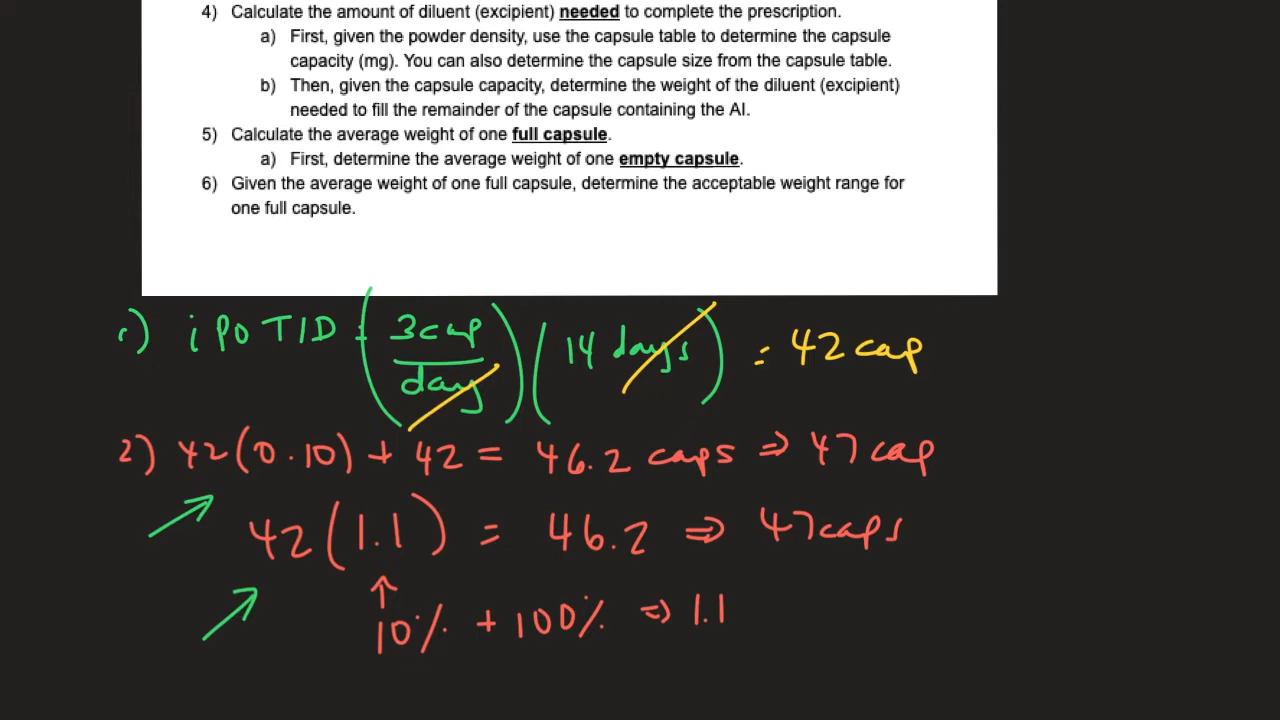 4) Calculate the amount of diluent (excipient) needed to complete the prescription.
a) First, given the powder density, use the capsule table to determine the capsule
capacity (mg). You can also determine the capsule size from the capsule table.
b) Then, given the capsule capacity, determine the weight of the diluent (excipient)
needed to fill the remainder of the capsule containing the AI.
5) Calculate the average weight of one full capsule.
a) First, determine the average weight of one empty capsule.
6) Given the average weight of one full capsule, determine the acceptable weight range for
one full capsule.
1) i PO TID : (3 cap / day) (14 days) = 42 cap
2) 42 (0.10) + 42 = 46.2 caps ⇒ 47 cap
42 (1.1) = 46.2 ⇒ 47 caps
↑
10% + 100% ⇒ 1.1